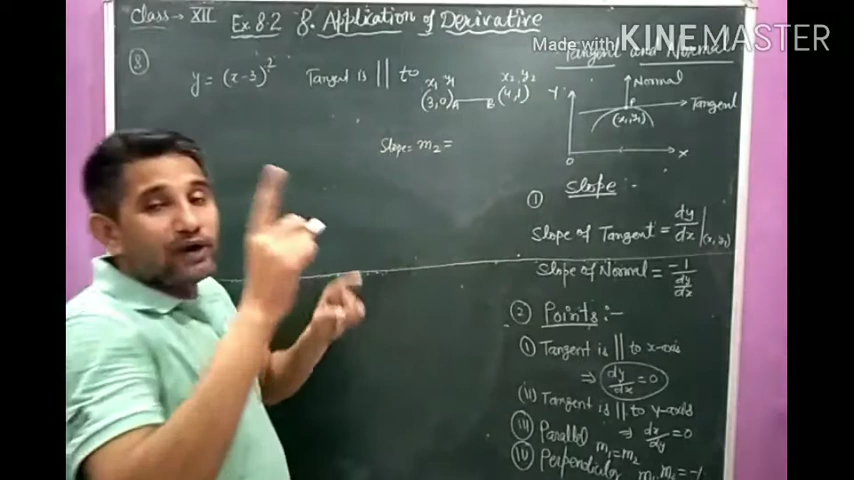 Class → XII Ex. 8.2 8. Application of Derivative
Made with KINEMASTER
Tangent and Normal
⑧ y = (x-3)² Tangent is || to
x₁ y₁ x₂, y₂
(3,0)A B (4,1)
Slope = m₂ =
Y
Normal
Tangent
P
(x₁, y₁)
O X
① Slope :-
Slope of Tangent = dy/dx |(x₁, y₁)
Slope of Normal = -1/(dy/dx)
② Points :-
(i) Tangent is || to x-axis
⇒ dy/dx = 0
(ii) Tangent is || to y-axis
⇒ dx/dy = 0
(iii) Parallel m₁ = m₂
(iv) Perpendicular m₁ m₂ = -1